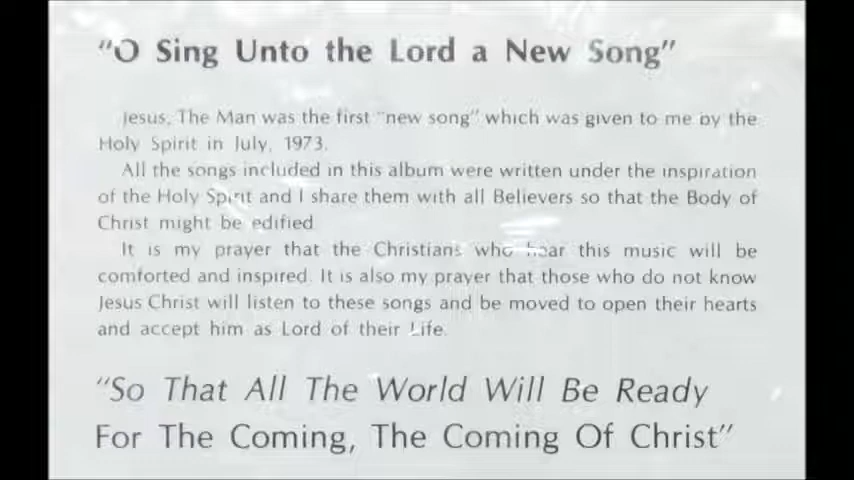 "O Sing Unto the Lord a New Song"
Jesus, The Man was the first "new song" which was given to me by the
Holy Spirit in July, 1973.
All the songs included in this album were written under the inspiration
of the Holy Spirit and I share them with all Believers so that the Body of
Christ might be edified.
It is my prayer that the Christians who hear this music will be
comforted and inspired. It is also my prayer that those who do not know
Jesus Christ will listen to these songs and be moved to open their hearts
and accept him as Lord of their Life.
"So That All The World Will Be Ready
For The Coming, The Coming Of Christ"